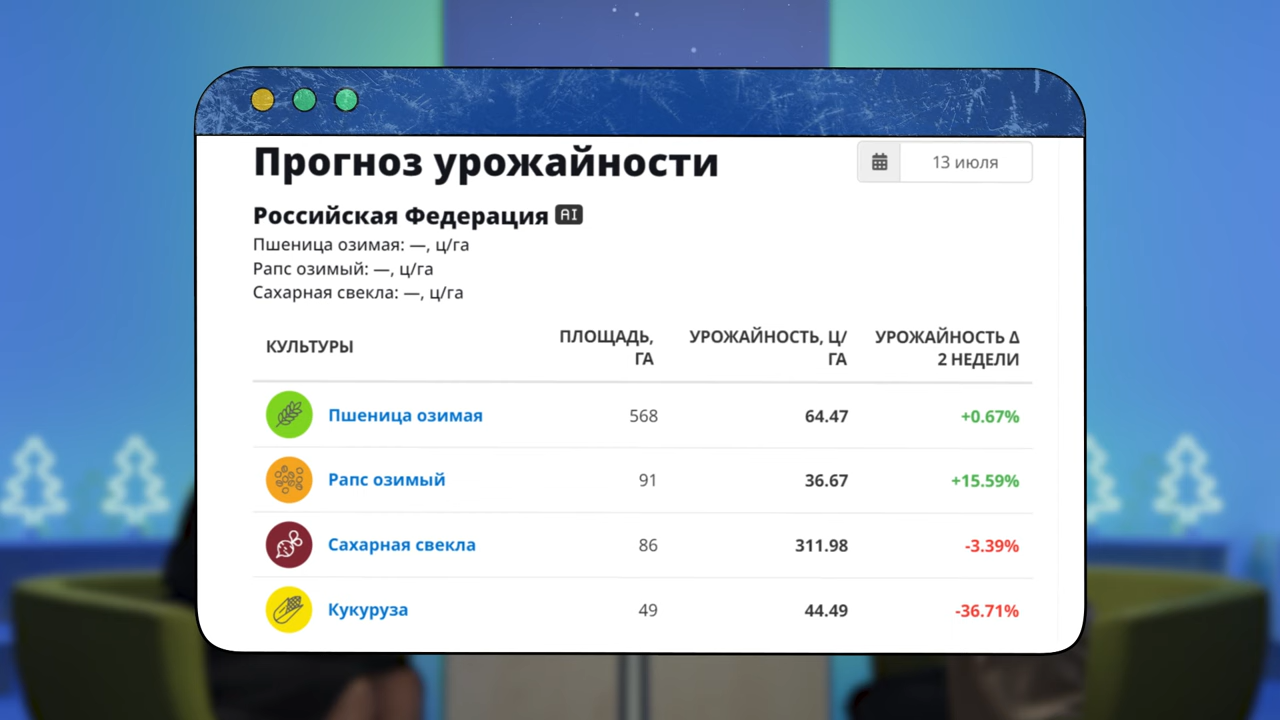 Прогноз урожайности
13 июля
Российская Федерация AI
Пшеница озимая: —, ц/га
Рапс озимый: —, ц/га
Сахарная свекла: —, ц/га
КУЛЬТУРЫ ПЛОЩАДЬ, ГА УРОЖАЙНОСТЬ, Ц/ГА УРОЖАЙНОСТЬ Δ 2 НЕДЕЛИ
Пшеница озимая 568 64.47 +0.67%
Рапс озимый 91 36.67 +15.59%
Сахарная свекла 86 311.98 -3.39%
Кукуруза 49 44.49 -36.71%